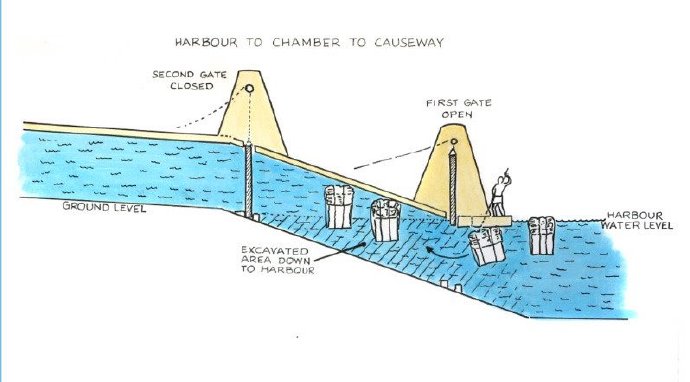 HARBOUR TO CHAMBER TO CAUSEWAY
SECOND GATE
CLOSED
FIRST GATE
OPEN
GROUND LEVEL
HARBOUR
WATER LEVEL
EXCAVATED
AREA DOWN
TO HARBOUR